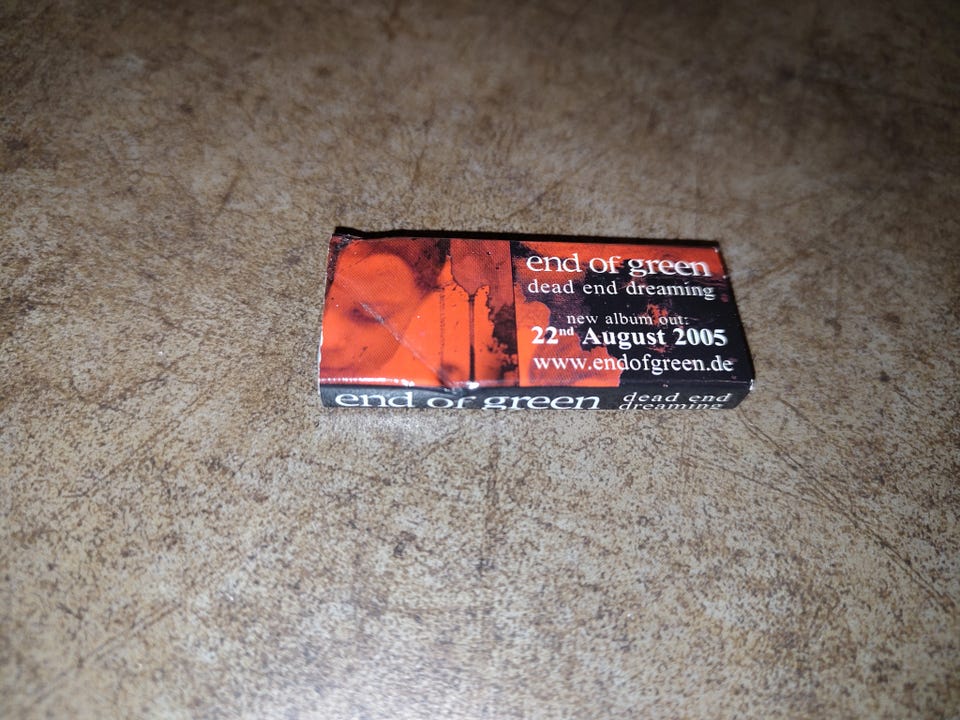 end of green
dead end dreaming
new album out:
22nd August 2005
www.endofgreen.de
end of green
dead end
dreaming